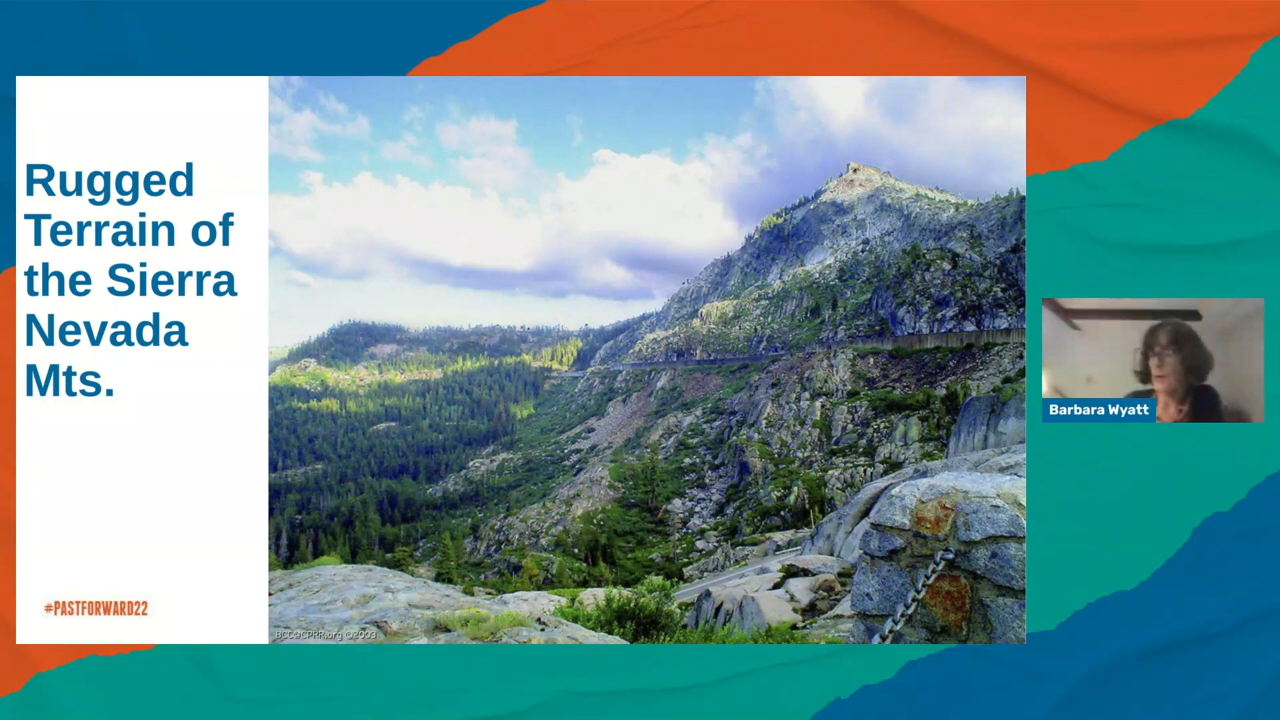 Rugged
Terrain of
the Sierra
Nevada
Mts.
#PASTFORWARD22
BCC@CPRR.org ©2003
Barbara Wyatt